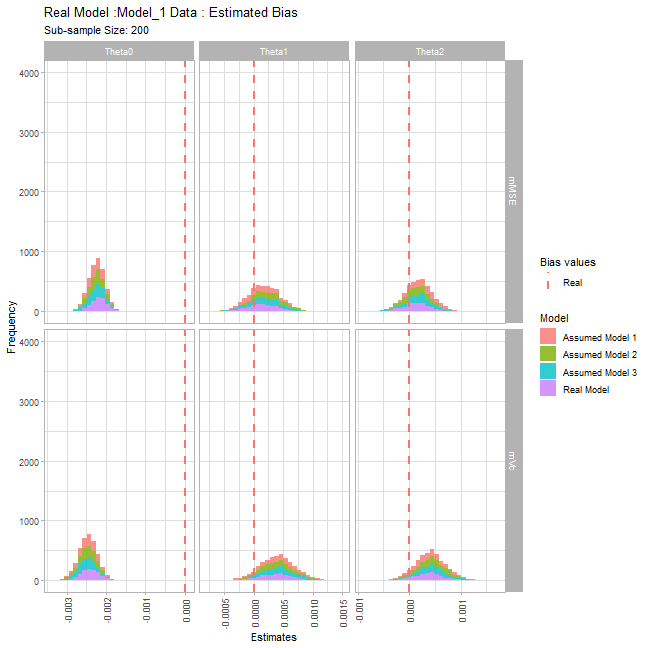 Real Model :Model_1 Data : Estimated Bias
Sub-sample Size: 200
Theta0
Theta1
Theta2
4000
3000
2000
1000
0
mMSE
4000
3000
2000
1000
0
mVc
Frequency
-0.003
-0.002
-0.001
0.000
-0.0005
0.0000
0.0005
0.0010
0.0015
-0.001
0.000
0.001
Estimates
Bias values
Real
Model
Assumed Model 1
Assumed Model 2
Assumed Model 3
Real Model